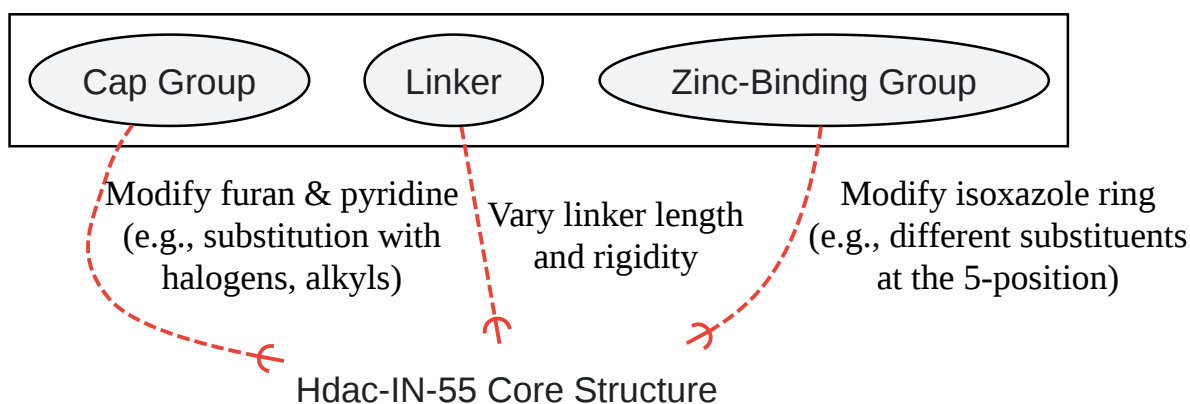 Cap Group
Linker
Zinc-Binding Group
Modify furan & pyridine
(e.g., substitution with
halogens, alkyls)
Vary linker length
and rigidity
Modify isoxazole ring
(e.g., different substituents
at the 5-position)
Hdac-IN-55 Core Structure